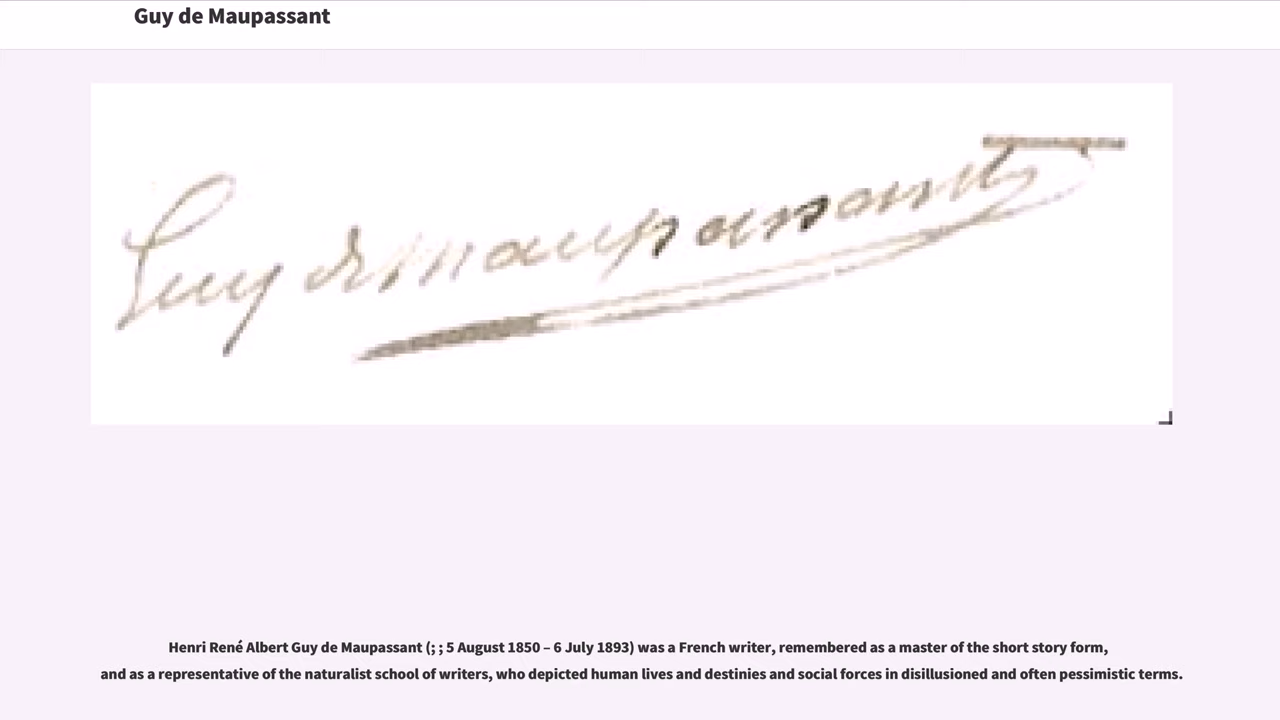 Guy de Maupassant
Guy de Maupassant
Henri René Albert Guy de Maupassant (; ; 5 August 1850 – 6 July 1893) was a French writer, remembered as a master of the short story form,
and as a representative of the naturalist school of writers, who depicted human lives and destinies and social forces in disillusioned and often pessimistic terms.